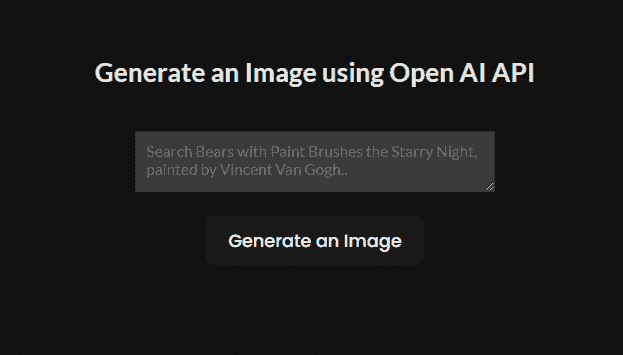 Generate an Image using Open AI API
Search Bears with Paint Brushes the Starry Night,
painted by Vincent Van Gogh..
Generate an Image